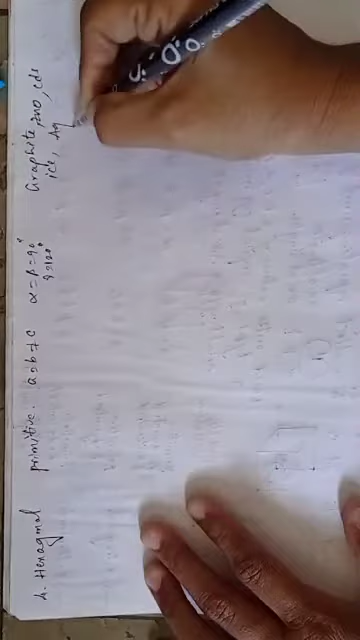 4. Hexagonal primitive. a=b≠c α=β=90° Graphite, ZnO, Cds
γ=120° ice, Ag